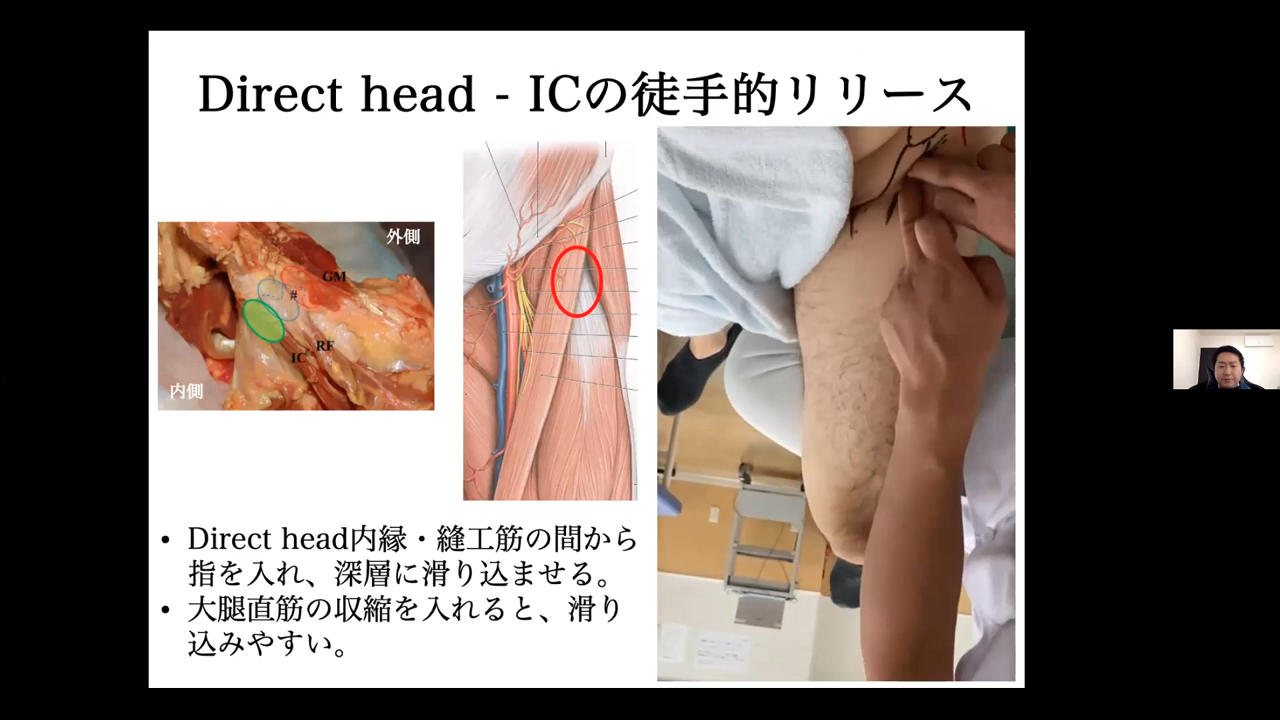 Direct head - ICの徒手的リリース
外側
GM
#
RF
IC
内側
• Direct head内縁・縫工筋の間から
指を入れ、深層に滑り込ませる。
• 大腿直筋の収縮を入れると、滑り
込みやすい。